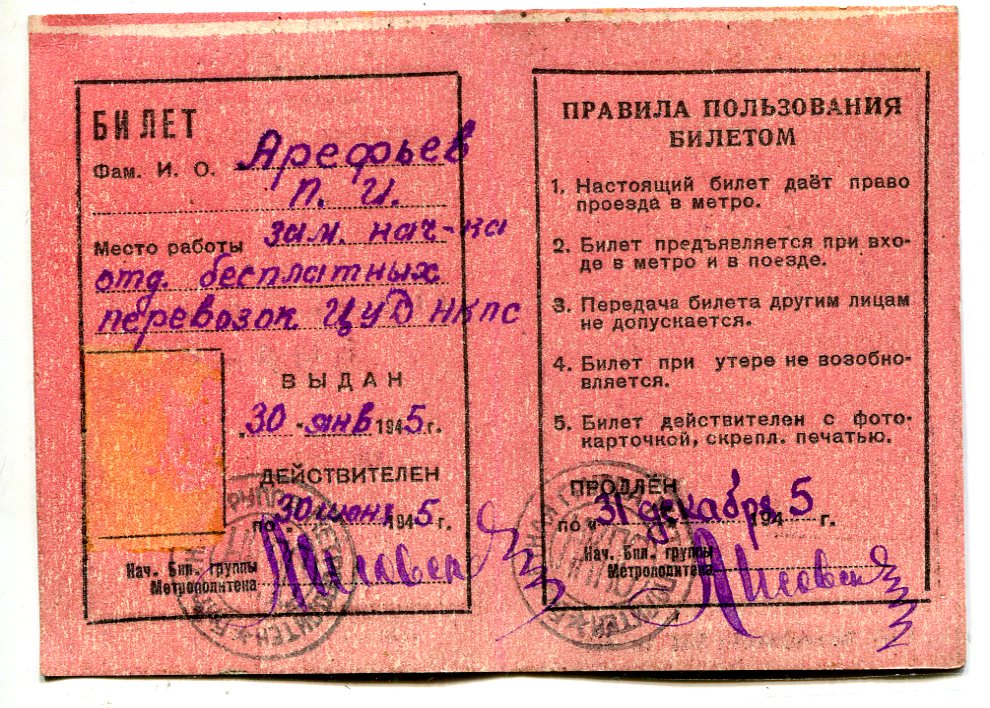 БИЛЕТ
Фам. И. О. Арефьев
П. И.
Место работы зам. нач-ка
отд. бесплатных
перевозок ЦУД НКПС
ВЫДАН
„30 " янв 1945г.
ДЕЙСТВИТЕЛЕН
по „30 июня 1945г.
Нач. Бил. группы
Метрополитена
ПРАВИЛА ПОЛЬЗОВАНИЯ
БИЛЕТОМ
1. Настоящий билет даёт право
проезда в метро.
2. Билет предъявляется при вхо-
де в метро и в поезде.
3. Передача билета другим лицам
не допускается.
4. Билет при утере не возобно-
вляется.
5. Билет действителен с фото-
карточкой, скрепл. печатью.
ПРОДЛЁН
по „31 декабря 1945 г.
Нач. Бил. группы
Метрополитена